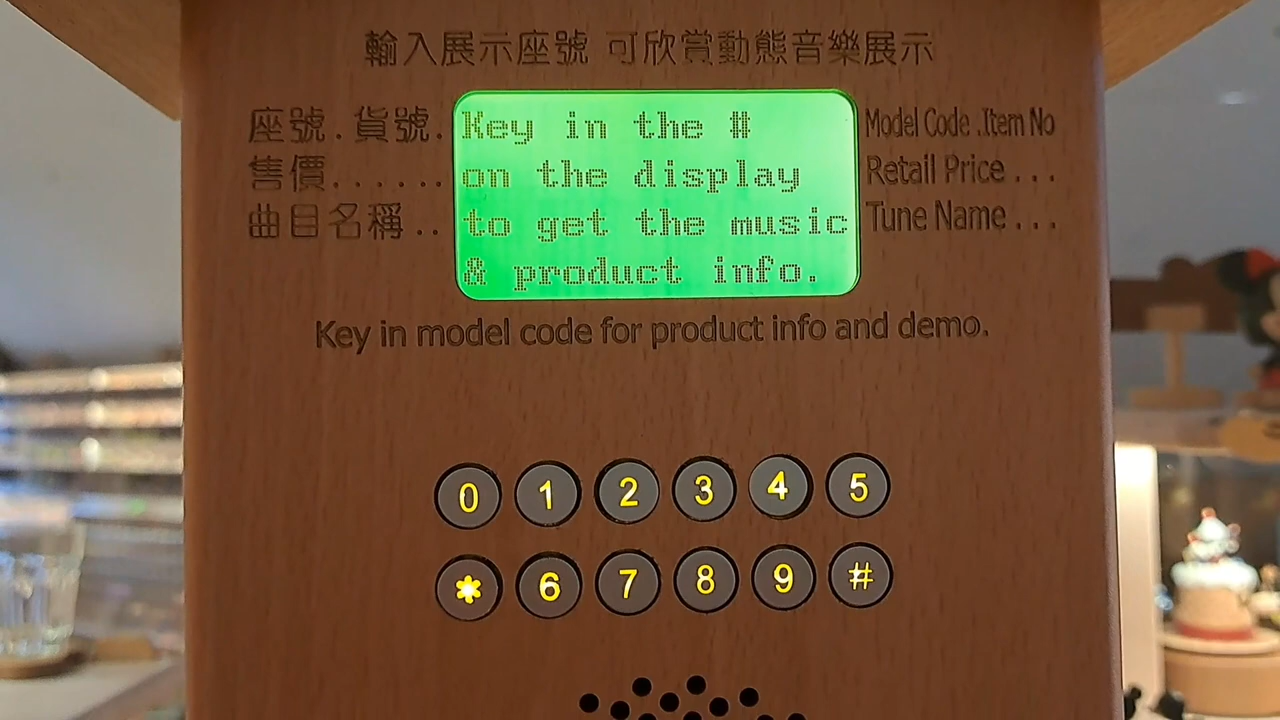 輸入展示座號 可欣賞動態音樂展示
座號.貨號. Key in the # Model Code .Item No
售價...... on the display Retail Price ...
曲目名稱.. to get the music Tune Name ...
& product info.
Key in model code for product info and demo.
0 1 2 3 4 5
* 6 7 8 9 #